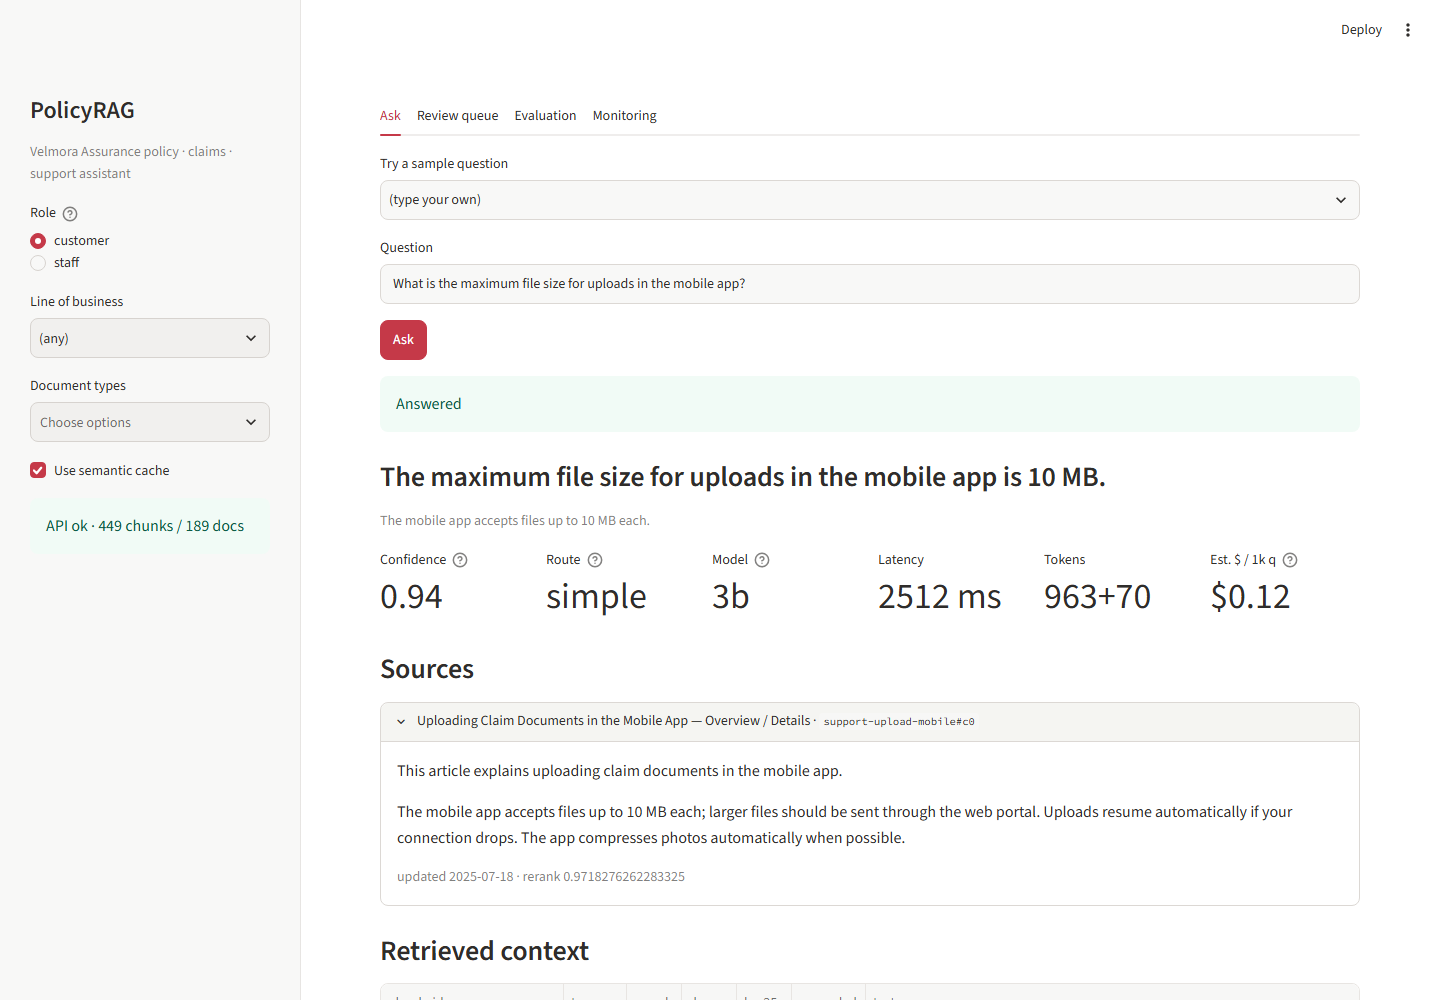 Deploy
PolicyRAG
Velmora Assurance policy · claims ·
support assistant
Role
customer
staff
Line of business
(any)
Document types
Choose options
Use semantic cache
API ok · 449 chunks / 189 docs
Ask Review queue Evaluation Monitoring
Try a sample question
(type your own)
Question
What is the maximum file size for uploads in the mobile app?
Ask
Answered
The maximum file size for uploads in the mobile app is 10 MB.
The mobile app accepts files up to 10 MB each.
Confidence Route Model Latency Tokens Est. $ / 1k q
0.94 simple 3b 2512 ms 963+70 $0.12
Sources
Uploading Claim Documents in the Mobile App — Overview / Details · support-upload-mobile#c0
This article explains uploading claim documents in the mobile app.
The mobile app accepts files up to 10 MB each; larger files should be sent through the web portal. Uploads resume automatically if your
connection drops. The app compresses photos automatically when possible.
updated 2025-07-18 · rerank 0.9718276262283325
Retrieved context